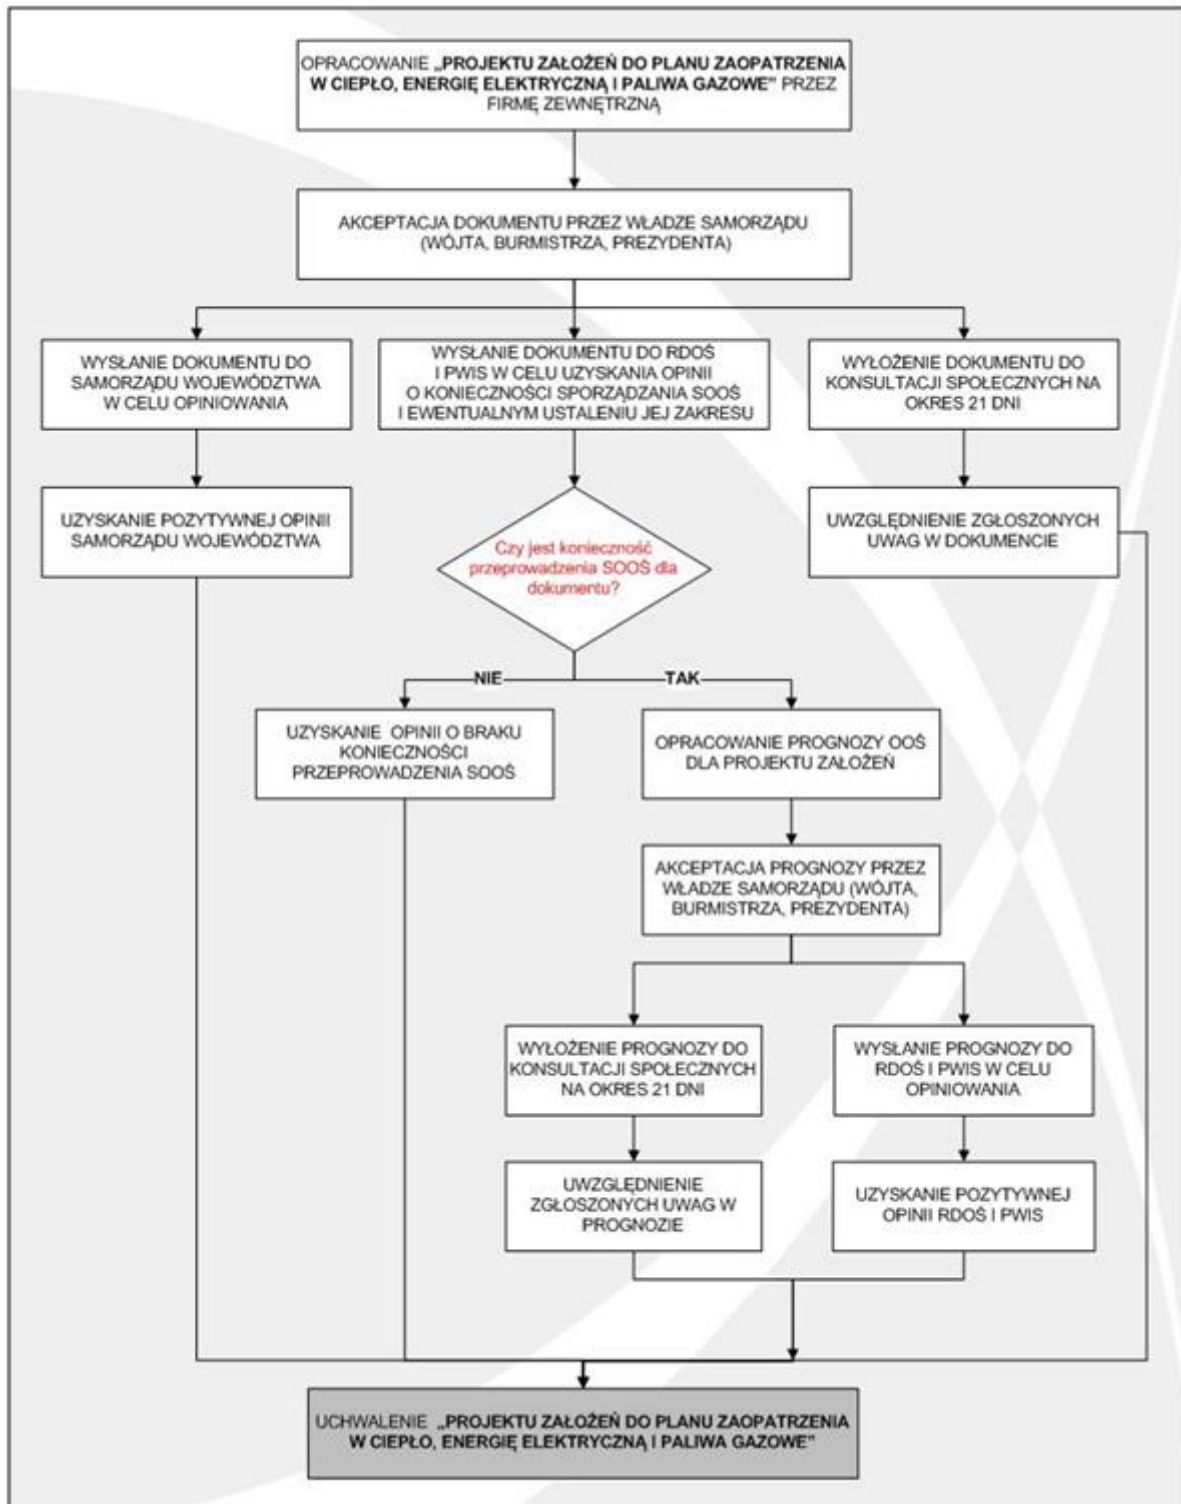 OPRACOWANIE „PROJEKTU ZAŁOŻEŃ DO PLANU ZAOPATRZENIA
W CIEPŁO, ENERGIĘ ELEKTRYCZNĄ I PALIWA GAZOWE” PRZEZ
FIRMĘ ZEWNĘTRZNĄ
AKCEPTACJA DOKUMENTU PRZEZ WŁADZE SAMORZĄDU
(WÓJTA, BURMISTRZA, PREZYDENTA)
WYSŁANIE DOKUMENTU DO
SAMORZĄDU WOJEWÓDZTWA
W CELU OPINIOWANIA
WYSŁANIE DOKUMENTU DO RDOŚ
I PWIS W CELU UZYSKANIA OPINII
O KONIECZNOŚCI SPORZĄDZANIA SOOŚ
I EWENTUALNYM USTALENIU JEJ ZAKRESU
WYŁOŻENIE DOKUMENTU DO
KONSULTACJI SPOŁECZNYCH NA
OKRES 21 DNI
UZYSKANIE POZYTYWNEJ OPINII
SAMORZĄDU WOJEWÓDZTWA
Czy jest konieczność
przeprowadzenia SOOŚ dla
dokumentu?
UWZGLĘDNIENIE ZGŁOSZONYCH
UWAG W DOKUMENCIE
NIE
TAK
UZYSKANIE OPINII O BRAKU
KONIECZNOŚCI
PRZEPROWADZENIA SOOŚ
OPRACOWANIE PROGNOZY OOŚ
DLA PROJEKTU ZAŁOŻEŃ
AKCEPTACJA PROGNOZY PRZEZ
WŁADZE SAMORZĄDU (WÓJTA,
BURMISTRZA, PREZYDENTA)
WYŁOŻENIE PROGNOZY DO
KONSULTACJI SPOŁECZNYCH
NA OKRES 21 DNI
WYSŁANIE PROGNOZY DO
RDOŚ I PWIS W CELU
OPINIOWANIA
UWZGLĘDNIENIE
ZGŁOSZONYCH UWAG W
PROGNOZIE
UZYSKANIE POZYTYWNEJ
OPINII RDOŚ I PWIS
UCHWALENIE „PROJEKTU ZAŁOŻEŃ DO PLANU ZAOPATRZENIA
W CIEPŁO, ENERGIĘ ELEKTRYCZNĄ I PALIWA GAZOWE”